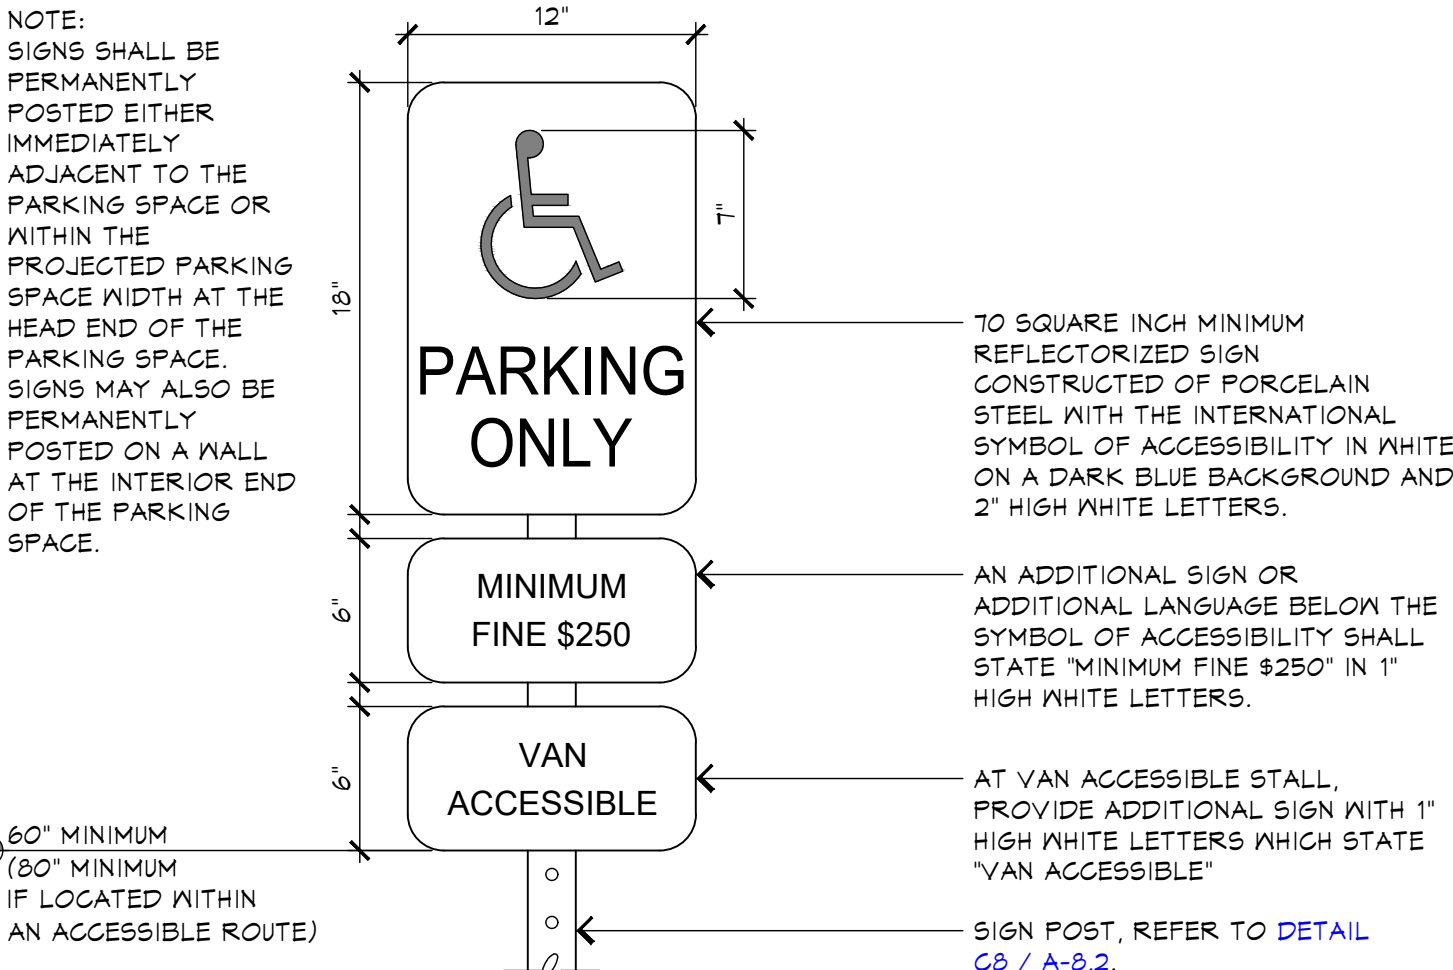 NOTE:
SIGNS SHALL BE
PERMANENTLY
POSTED EITHER
IMMEDIATELY
ADJACENT TO THE
PARKING SPACE OR
WITHIN THE
PROJECTED PARKING
SPACE WIDTH AT THE
HEAD END OF THE
PARKING SPACE.
SIGNS MAY ALSO BE
PERMANENTLY
POSTED ON A WALL
AT THE INTERIOR END
OF THE PARKING
SPACE.
60" MINIMUM
(80" MINIMUM
IF LOCATED WITHIN
AN ACCESSIBLE ROUTE)
12"
18"
7"
PARKING
ONLY
6"
MINIMUM
FINE $250
6"
VAN
ACCESSIBLE
70 SQUARE INCH MINIMUM
REFLECTORIZED SIGN
CONSTRUCTED OF PORCELAIN
STEEL WITH THE INTERNATIONAL
SYMBOL OF ACCESSIBILITY IN WHITE
ON A DARK BLUE BACKGROUND AND
2" HIGH WHITE LETTERS.
AN ADDITIONAL SIGN OR
ADDITIONAL LANGUAGE BELOW THE
SYMBOL OF ACCESSIBILITY SHALL
STATE "MINIMUM FINE $250" IN 1"
HIGH WHITE LETTERS.
AT VAN ACCESSIBLE STALL,
PROVIDE ADDITIONAL SIGN WITH 1"
HIGH WHITE LETTERS WHICH STATE
"VAN ACCESSIBLE"
SIGN POST, REFER TO DETAIL
C8 / A-8.2.